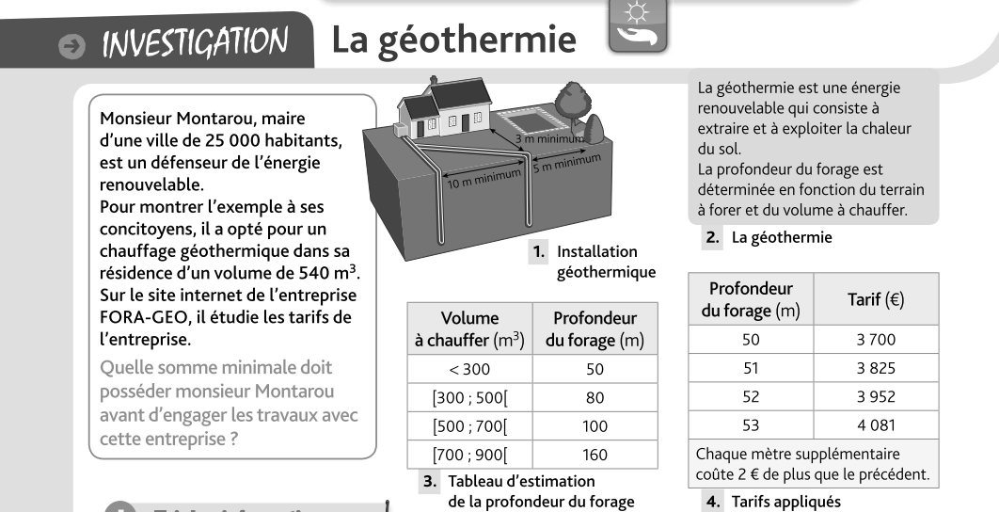 INVESTIGATION
La géothermie
Monsieur Montarou, maire
d’une ville de 25 000 habitants,
est un défenseur de l’énergie
renouvelable.
Pour montrer l’exemple à ses
concitoyens, il a opté pour un
chauffage géothermique dans sa
résidence d’un volume de 540 m³.
Sur le site internet de l’entreprise
FORA-GEO, il étudie les tarifs de
l’entreprise.
Quelle somme minimale doit
posséder monsieur Montarou
avant d’engager les travaux avec
cette entreprise ?
3 m minimum
10 m minimum
5 m minimum
1. Installation
géothermique
La géothermie est une énergie
renouvelable qui consiste à
extraire et à exploiter la chaleur
du sol.
La profondeur du forage est
déterminée en fonction du terrain
à forer et du volume à chauffer.
2. La géothermie
Volume
à chauffer (m³)
Profondeur
du forage (m)
< 300 50
[300 ; 500[ 80
[500 ; 700[ 100
[700 ; 900[ 160
3. Tableau d’estimation
de la profondeur du forage
Profondeur
du forage (m)
Tarif (€)
50 3 700
51 3 825
52 3 952
53 4 081
Chaque mètre supplémentaire
coûte 2 € de plus que le précédent.
4. Tarifs appliqués